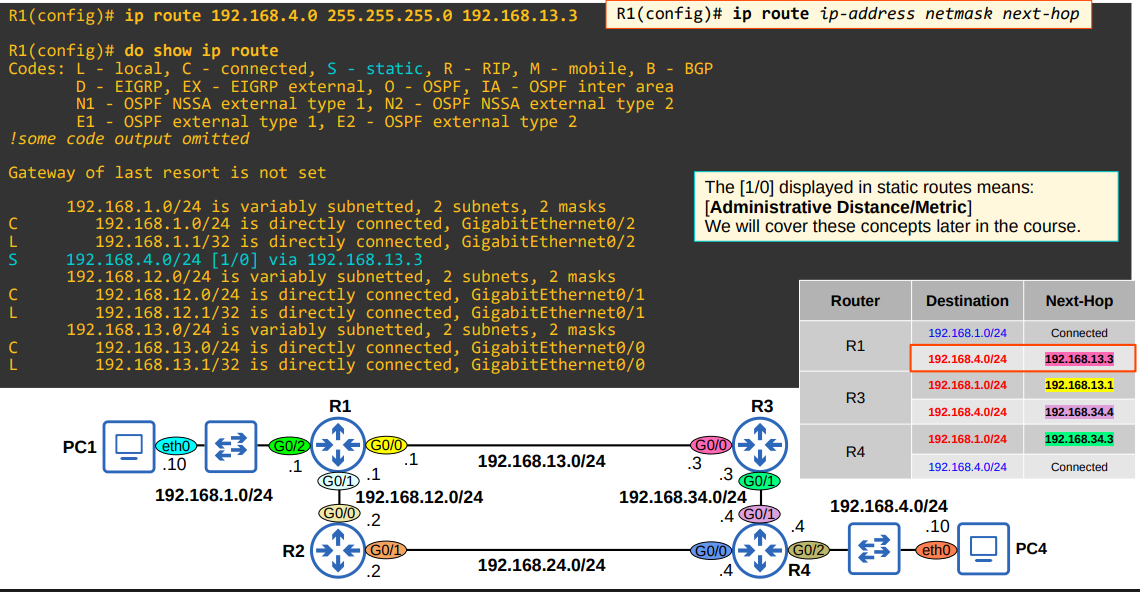 R1(config)# ip route 192.168.4.0 255.255.255.0 192.168.13.3
R1(config)# ip route ip-address netmask next-hop
R1(config)# do show ip route
Codes: L - local, C - connected, S - static, R - RIP, M - mobile, B - BGP
D - EIGRP, EX - EIGRP external, O - OSPF, IA - OSPF inter area
N1 - OSPF NSSA external type 1, N2 - OSPF NSSA external type 2
E1 - OSPF external type 1, E2 - OSPF external type 2
!some code output omitted
Gateway of last resort is not set
192.168.1.0/24 is variably subnetted, 2 subnets, 2 masks
C 192.168.1.0/24 is directly connected, GigabitEthernet0/2
L 192.168.1.1/32 is directly connected, GigabitEthernet0/2
S 192.168.4.0/24 [1/0] via 192.168.13.3
192.168.12.0/24 is variably subnetted, 2 subnets, 2 masks
C 192.168.12.0/24 is directly connected, GigabitEthernet0/1
L 192.168.12.1/32 is directly connected, GigabitEthernet0/1
192.168.13.0/24 is variably subnetted, 2 subnets, 2 masks
C 192.168.13.0/24 is directly connected, GigabitEthernet0/0
L 192.168.13.1/32 is directly connected, GigabitEthernet0/0
The [1/0] displayed in static routes means:
[Administrative Distance/Metric]
We will cover these concepts later in the course.
Router Destination Next-Hop
R1
192.168.1.0/24 Connected
192.168.4.0/24 192.168.13.3
R3
192.168.1.0/24 192.168.13.1
192.168.4.0/24 192.168.34.4
R4
192.168.1.0/24 192.168.34.3
192.168.4.0/24 Connected
R1
R3
PC1
eth0
G0/2
G0/0
G0/0
.10
.1
.1
192.168.13.0/24
.3
.1
.3
G0/1
G0/1
192.168.1.0/24
192.168.12.0/24
192.168.34.0/24
192.168.4.0/24
G0/0
.2
.4
G0/1
.4
.10
R2
G0/1
G0/0
G0/2
eth0
PC4
.2
192.168.24.0/24
.4
R4